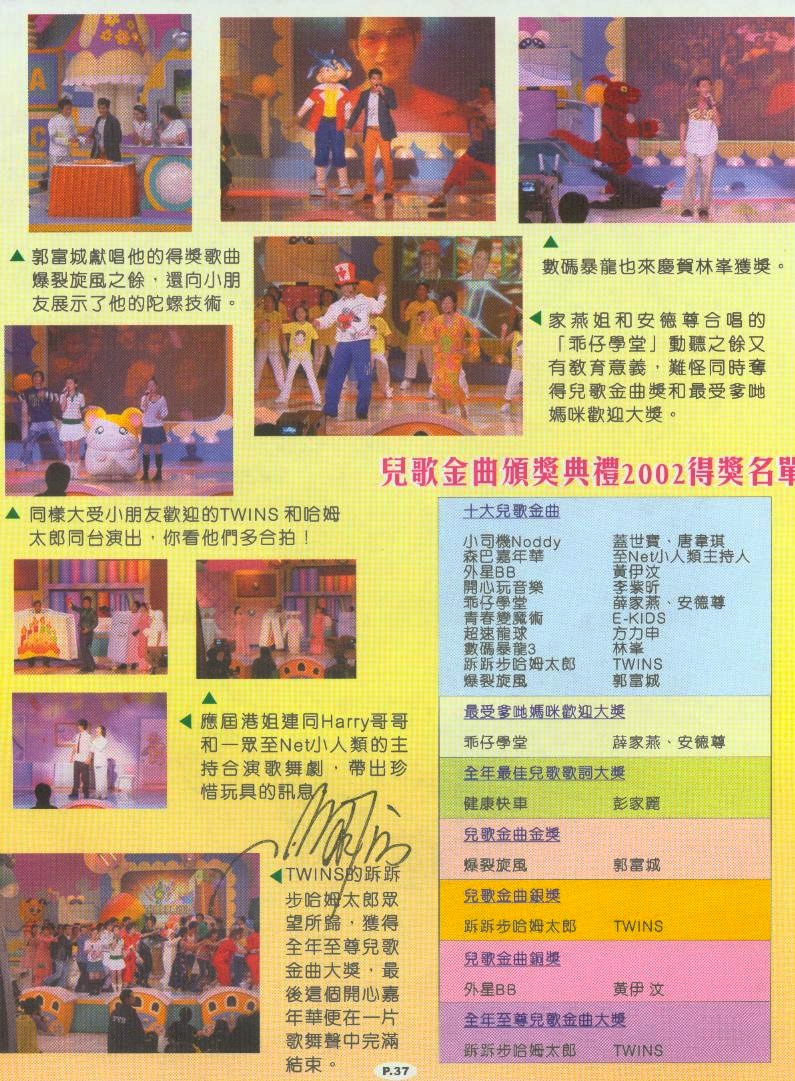 ▲ 郭富城獻唱他的得獎歌曲
爆裂旋風之餘，還向小朋
友展示了他的陀螺技術。
▲
數碼暴龍也來慶賀林峯獲獎。
◀ 家燕姐和安德尊合唱的
「乖仔學堂」動聽之餘又
有教育意義，難怪同時奪
得兒歌金曲獎和最受爹哋
媽咪歡迎大獎。
▲ 同樣大受小朋友歡迎的TWINS 和哈姆
太郎同台演出，你看他們多合拍！
▲
◀ 應屆港姐連同Harry哥哥
和一眾至Net小人類的主
持合演歌舞劇，帶出珍
惜玩具的訊息
◀ TWINS的跅跅
步哈姆太郎眾
望所歸，獲得
全年至尊兒歌
金曲大獎，最
後這個開心嘉
年華便在一片
歌舞聲中完滿
結束。
兒歌金曲頒獎典禮2002得獎名單
十大兒歌金曲
小司機Noddy 蓋世寶、唐韋琪
森巴嘉年華 至Net小人類主持人
外星BB 黃伊汶
開心玩音樂 李紫昕
乖仔學堂 薛家燕、安德尊
青春變魔術 E-KIDS
超速龍球 方力申
數碼暴龍3 林峯
跅跅步哈姆太郎 TWINS
爆裂旋風 郭富城
最受爹哋媽咪歡迎大獎
乖仔學堂 薛家燕、安德尊
全年最佳兒歌歌詞大獎
健康快車 彭家麗
兒歌金曲金獎
爆裂旋風 郭富城
兒歌金曲銀獎
跅跅步哈姆太郎 TWINS
兒歌金曲銅獎
外星BB 黃伊汶
全年至尊兒歌金曲大獎
跅跅步哈姆太郎 TWINS
P.37